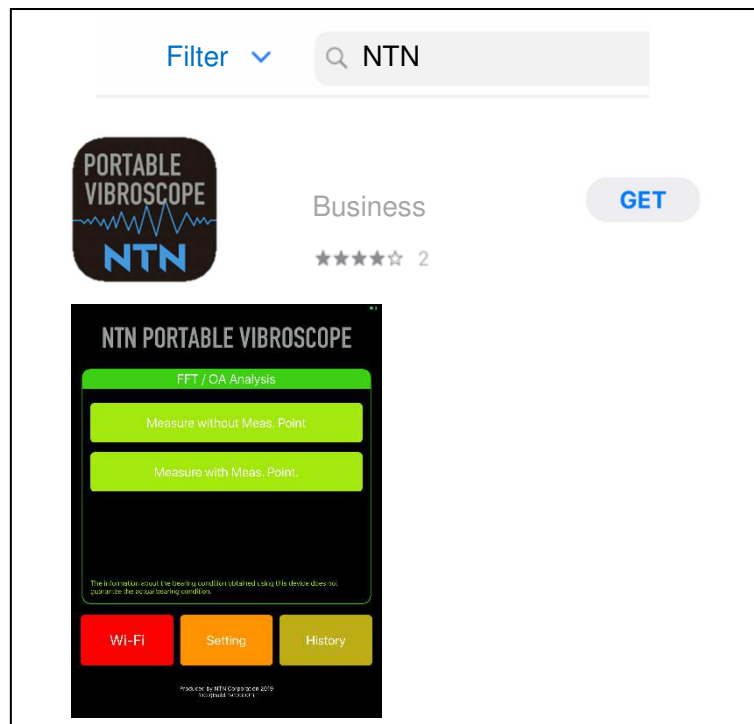 Filter
NTN
PORTABLE
VIBROSCOPE
NTN
Business
GET
2
NTN PORTABLE VIBROSCOPE
FFT / OA Analysis
Measure without Meas. Point
Measure with Meas. Point.
The information about the bearing condition obtained using this device does not
guarantee the actual bearing condition.
Wi-Fi
Setting
History
Produced by NTN Corporation 2019